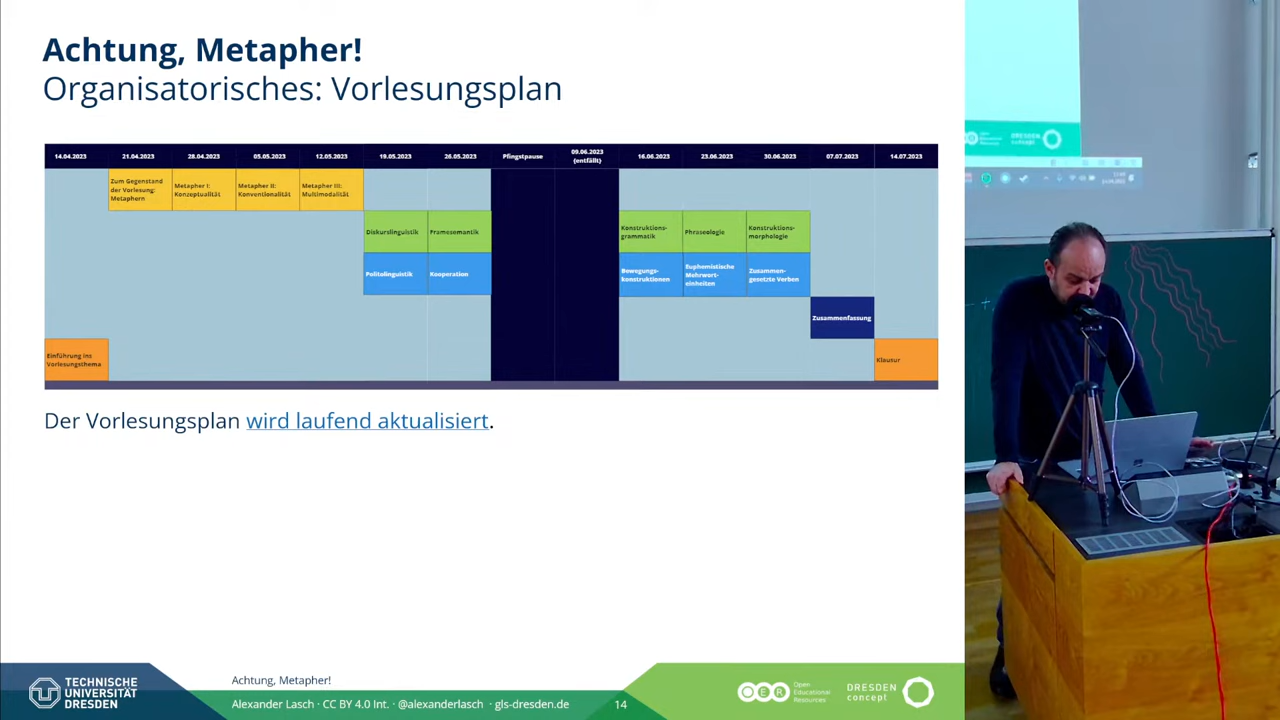 Achtung, Metapher!
Organisatorisches: Vorlesungsplan
14.04.2023 21.04.2023 28.04.2023 05.05.2023 12.05.2023 19.05.2023 26.05.2023 Pfingstpause 09.06.2023 (entfällt) 16.06.2023 23.06.2023 30.06.2023 07.07.2023 14.07.2023
Zum Gegenstand
der Vorlesung:
Metaphern
Metapher I:
Konzeptualität
Metapher II:
Konventionalität
Metapher III:
Multimodalität
Diskurslinguistik
Framesemantik
Konstruktions-
grammatik
Phraseologie
Konstruktions-
morphologie
Politolinguistik
Kooperation
Bewegungs-
konstruktionen
Euphemistische
Mehrwort-
einheiten
Zusammen-
gesetzte Verben
Zusammenfassung
Einführung ins
Vorlesungsthema
Klausur
Der Vorlesungsplan wird laufend aktualisiert.
TECHNISCHE
UNIVERSITÄT
DRESDEN
Achtung, Metapher!
Alexander Lasch · CC BY 4.0 Int. · @alexanderlasch · gls-dresden.de
14
OER
Open
Educational
Resources
DRESDEN
concept